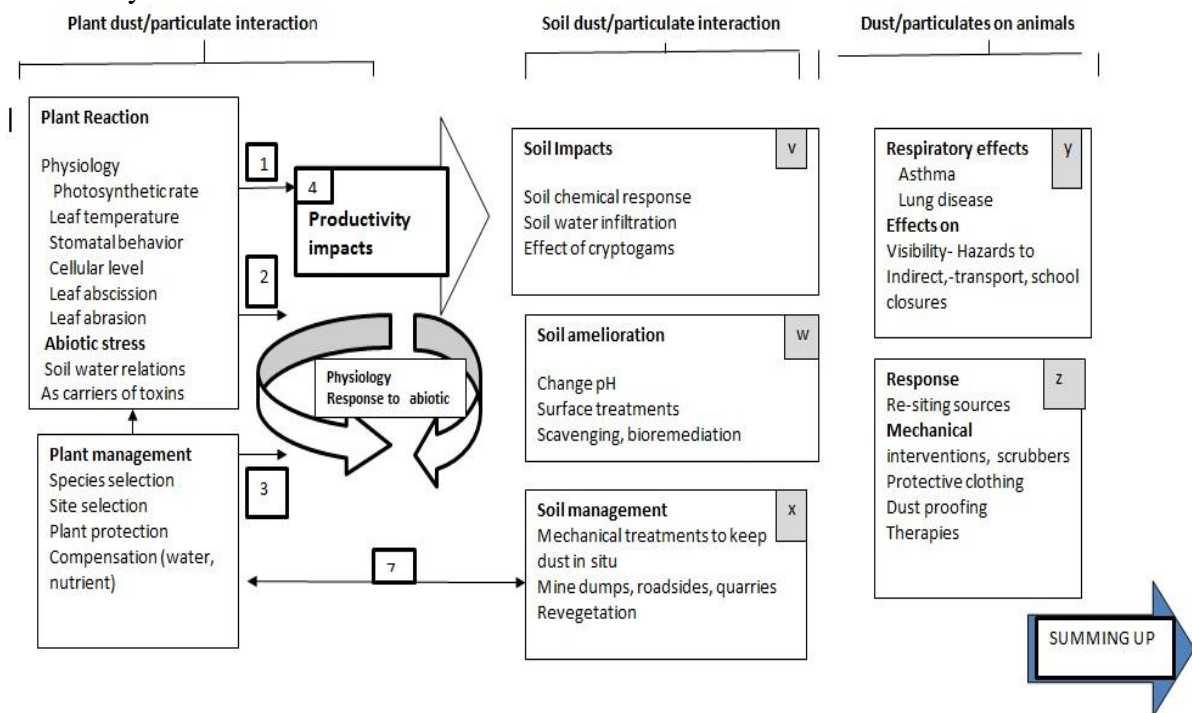 Plant dust/particulate interaction
Soil dust/particulate interaction
Dust/particulates on animals
Plant Reaction
Physiology
Photosynthetic rate
Leaf temperature
Stomatal behavior
Cellular level
Leaf abscission
Leaf abrasion
Abiotic stress
Soil water relations
As carriers of toxins
1
2
Plant management
Species selection
Site selection
Plant protection
Compensation (water,
nutrient)
3
4
Productivity
impacts
Physiology
Response to abiotic
7
Soil Impacts
v
Soil chemical response
Soil water infiltration
Effect of cryptogams
Soil amelioration
w
Change pH
Surface treatments
Scavenging, bioremediation
Soil management
x
Mechanical treatments to keep
dust in situ
Mine dumps, roadsides, quarries
Revegetation
Respiratory effects
y
Asthma
Lung disease
Effects on
Visibility- Hazards to
Indirect,-transport, school
closures
Response
z
Re-siting sources
Mechanical
interventions, scrubbers
Protective clothing
Dust proofing
Therapies
SUMMING UP